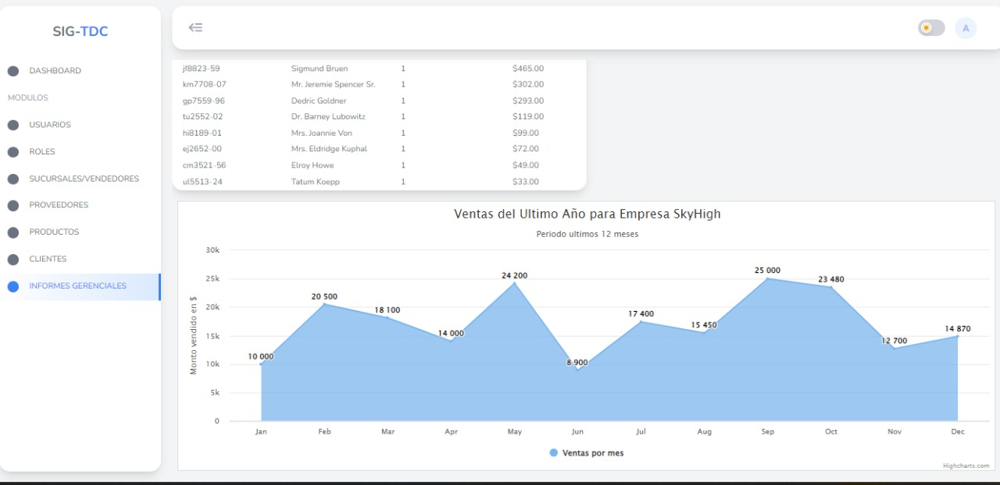 SIG-TDC
A
DASHBOARD
MODULOS
USUARIOS
ROLES
SUCURSALES/VENDEDORES
PROVEEDORES
PRODUCTOS
CLIENTES
INFORMES GERENCIALES
jf8823-59 Sigmund Bruen 1 $465.00
km7708-07 Mr. Jeremie Spencer Sr. 1 $302.00
gp7559-96 Dedric Goldner 1 $293.00
tu2552-02 Dr. Barney Lubowitz 1 $119.00
hi8189-01 Mrs. Joannie Von 1 $99.00
ej2652-00 Mrs. Eldridge Kuphal 1 $72.00
cm3521-56 Elroy Howe 1 $49.00
ul5513-24 Tatum Koepp 1 $33.00
Ventas del Ultimo Año para Empresa SkyHigh
Periodo ultimos 12 meses
Monto vendido en $
30k
25k
20k
15k
10k
5k
0
10 000
20 500
18 100
14 000
24 200
8 900
17 400
15 450
25 000
23 480
12 700
14 870
Jan Feb Mar Apr May Jun Jul Aug Sep Oct Nov Dec
Ventas por mes
Highcharts.com